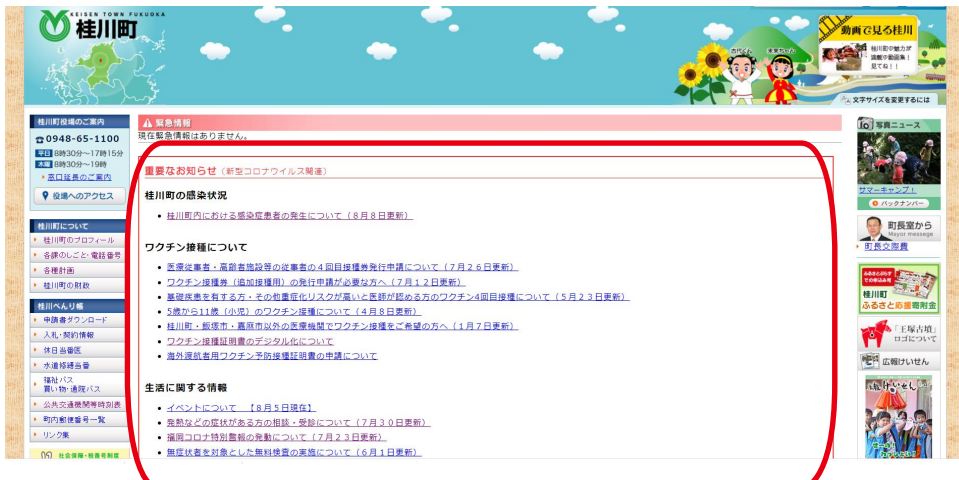 KEISEN TOWN FUKUOKA
桂川町
古代くん
未来ちゃん
動画で見る桂川
桂川町の魅力が
満載の動画集！
見てね！！
文字サイズを変更するには
桂川町役場のご案内
0948-65-1100
平日 8時30分～17時15分
木曜 8時30分～19時
窓口延長のご案内
役場へのアクセス
桂川町について
桂川町のプロフィール
各課のしごと・電話番号
各種計画
桂川町の財政
桂川べんり帳
申請書ダウンロード
入札・契約情報
休日当番医
水道修繕当番
福祉バス
買い物・通院バス
公共交通機関等時刻表
町内郵便番号一覧
リンク集
社会保障・税番号制度
緊急情報
現在緊急情報はありません。
重要なお知らせ（新型コロナウイルス関連）
桂川町の感染状況
桂川町内における感染症患者の発生について（８月８日更新）
ワクチン接種について
医療従事者・高齢者施設等の従事者の４回目接種券発行申請について（７月２６日更新）
ワクチン接種券（追加接種用）の発行申請が必要な方へ（７月１２日更新）
基礎疾患を有する方・その他重症化リスクが高いと医師が認める方のワクチン4回目接種について（５月２３日更新）
5歳から11歳（小児）のワクチン接種について（４月８日更新）
桂川町・飯塚市・嘉麻市以外の医療機関でワクチン接種をご希望の方へ（１月７日更新）
ワクチン接種証明書のデジタル化について
海外渡航者用ワクチン予防接種証明書の申請について
生活に関する情報
イベントについて　【８月５日現在】
発熱などの症状がある方の相談・受診について（７月３０日更新）
福岡コロナ特別警報の発動について（７月２３日更新）
無症状者を対象とした無料検査の実施について（６月１日更新）
写真ニュース
サマーキャンプ！
バックナンバー
町長室から
Mayor messege
町長交際費
ふるさとぷらす
での申込み可
桂川町
ふるさと応援寄附金
「王塚古墳」
ロゴについて
広報けいせん